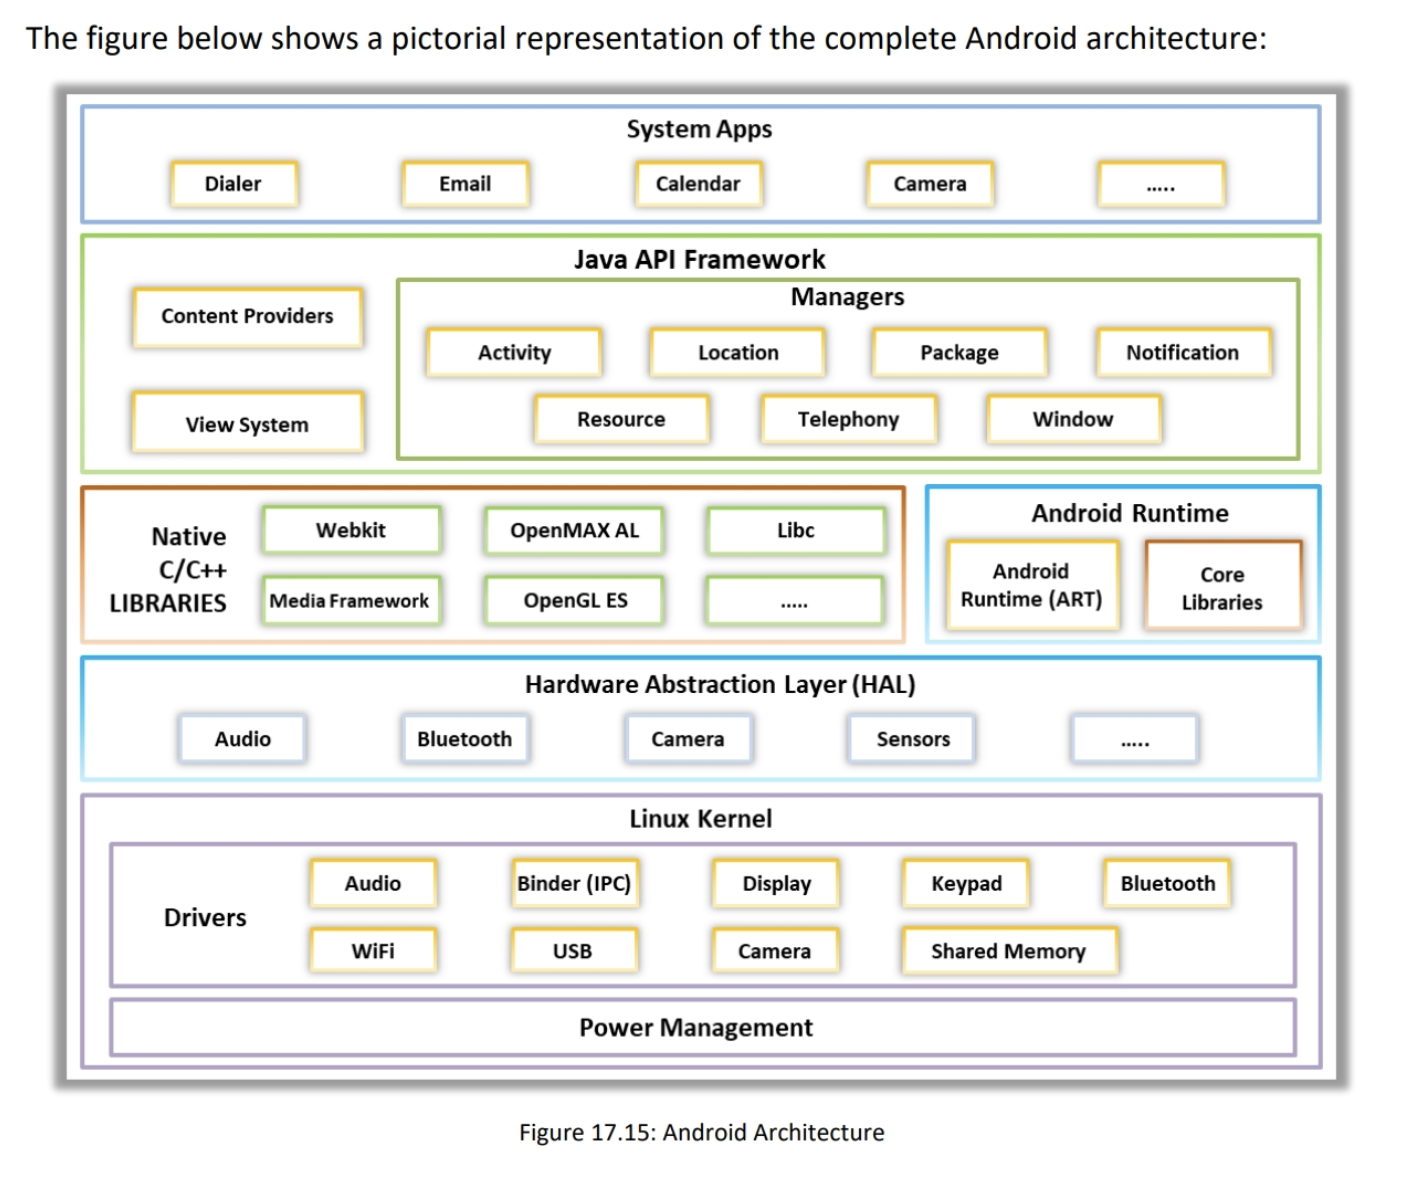 The figure below shows a pictorial representation of the complete Android architecture:
System Apps
Dialer
Email
Calendar
Camera
.....
Java API Framework
Content Providers
View System
Managers
Activity
Location
Package
Notification
Resource
Telephony
Window
Native
C/C++
LIBRARIES
Webkit
OpenMAX AL
Libc
Media Framework
OpenGL ES
.....
Android Runtime
Android
Runtime (ART)
Core
Libraries
Hardware Abstraction Layer (HAL)
Audio
Bluetooth
Camera
Sensors
.....
Linux Kernel
Drivers
Audio
Binder (IPC)
Display
Keypad
Bluetooth
WiFi
USB
Camera
Shared Memory
Power Management
Figure 17.15: Android Architecture